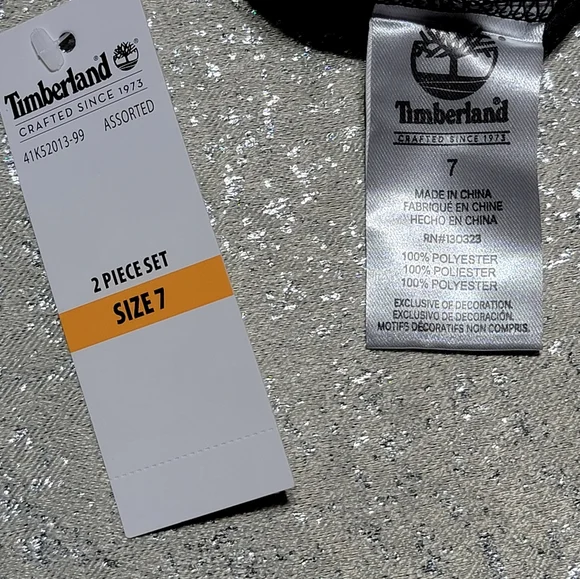 Timberland
CRAFTED SINCE 1973
41K52013-99 ASSORTED
2 PIECE SET
SIZE 7
Timberland
CRAFTED SINCE 1973
7
MADE IN CHINA
FABRIQUÉ EN CHINE
HECHO EN CHINA
RN#130323
100% POLYESTER
100% POLIESTER
100% POLYESTER
EXCLUSIVE OF DECORATION.
EXCLUSIVO DE DECORACIÓN.
MOTIFS DÉCORATIFS NON COMPRIS.